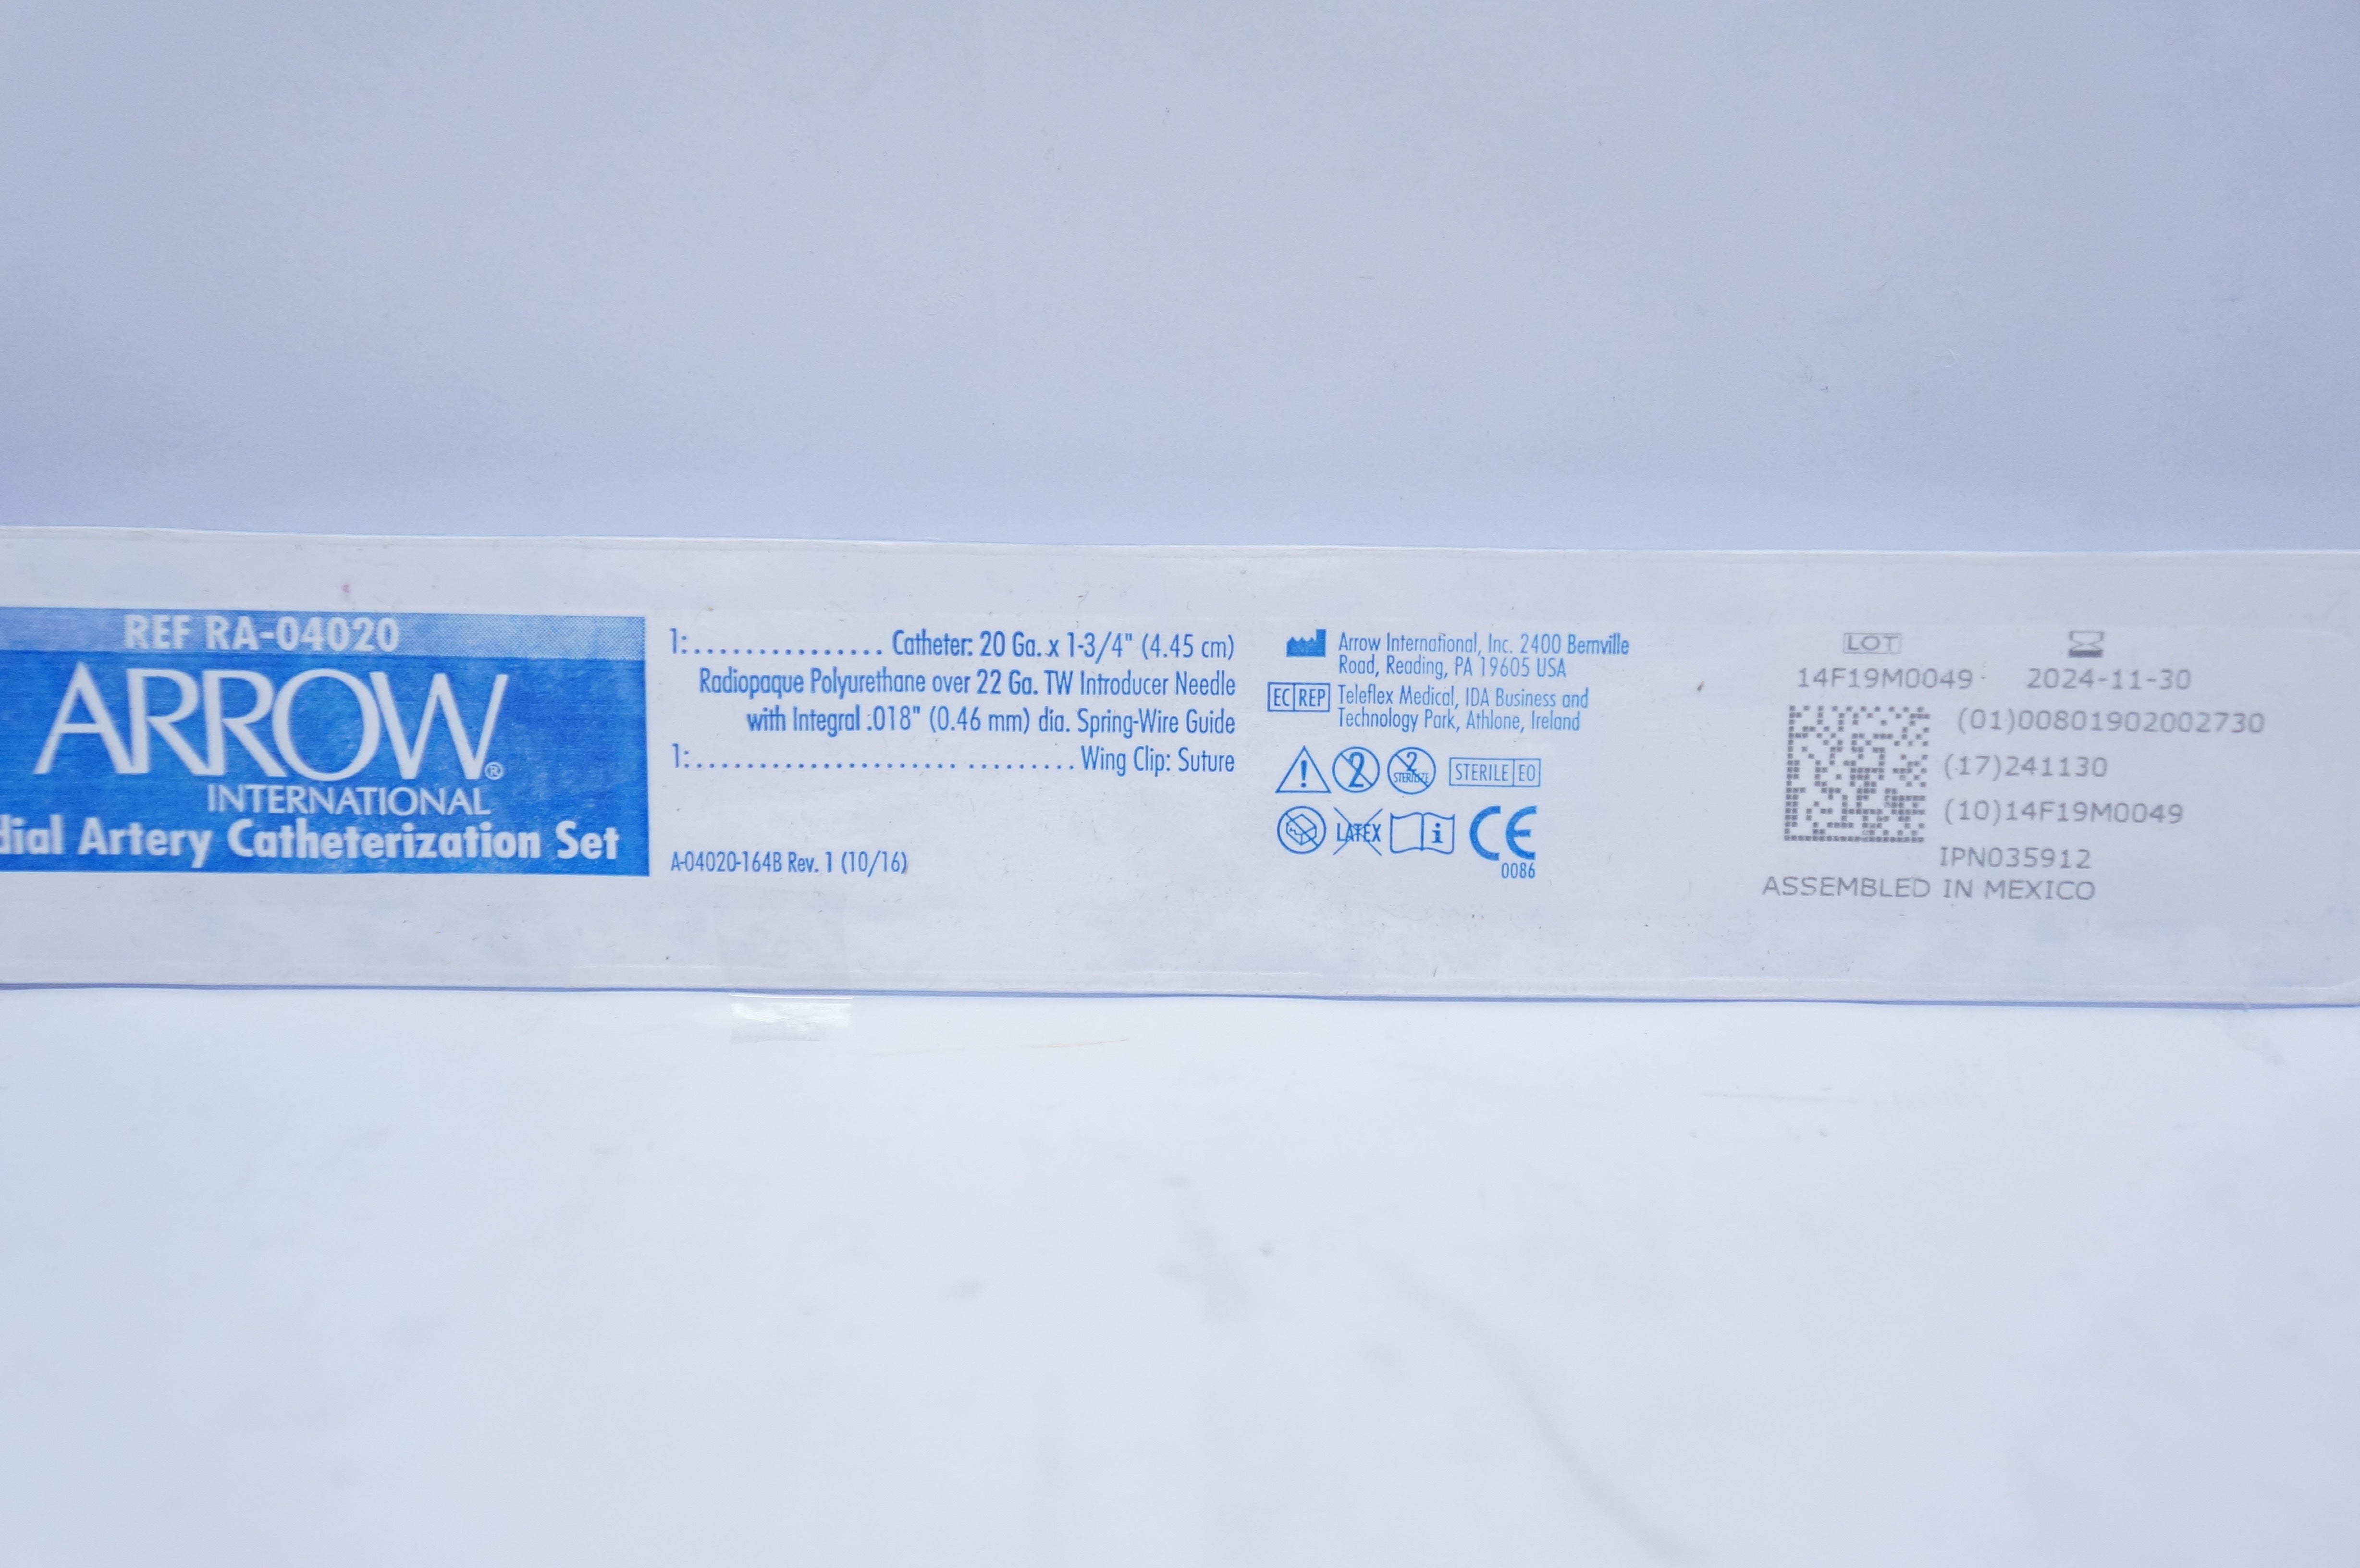 REF RA-04020
ARROW®
INTERNATIONAL
dial Artery Catheterization Set
1:............... Catheter: 20 Ga. x 1-3/4" (4.45 cm)
Radiopaque Polyurethane over 22 Ga. TW Introducer Needle
with Integral .018" (0.46 mm) dia. Spring-Wire Guide
1:.............................. Wing Clip: Suture
A-04020-164B Rev. 1 (10/16)
Arrow International, Inc. 2400 Bernville
Road, Reading, PA 19605 USA
EC REP Teleflex Medical, IDA Business and
Technology Park, Athlone, Ireland
! 2 2 STERILIZE STERILE EO
LATEX i CE
0086
LOT
14F19M0049 2024-11-30
(01)00801902002730
(17)241130
(10)14F19M0049
IPN035912
ASSEMBLED IN MEXICO